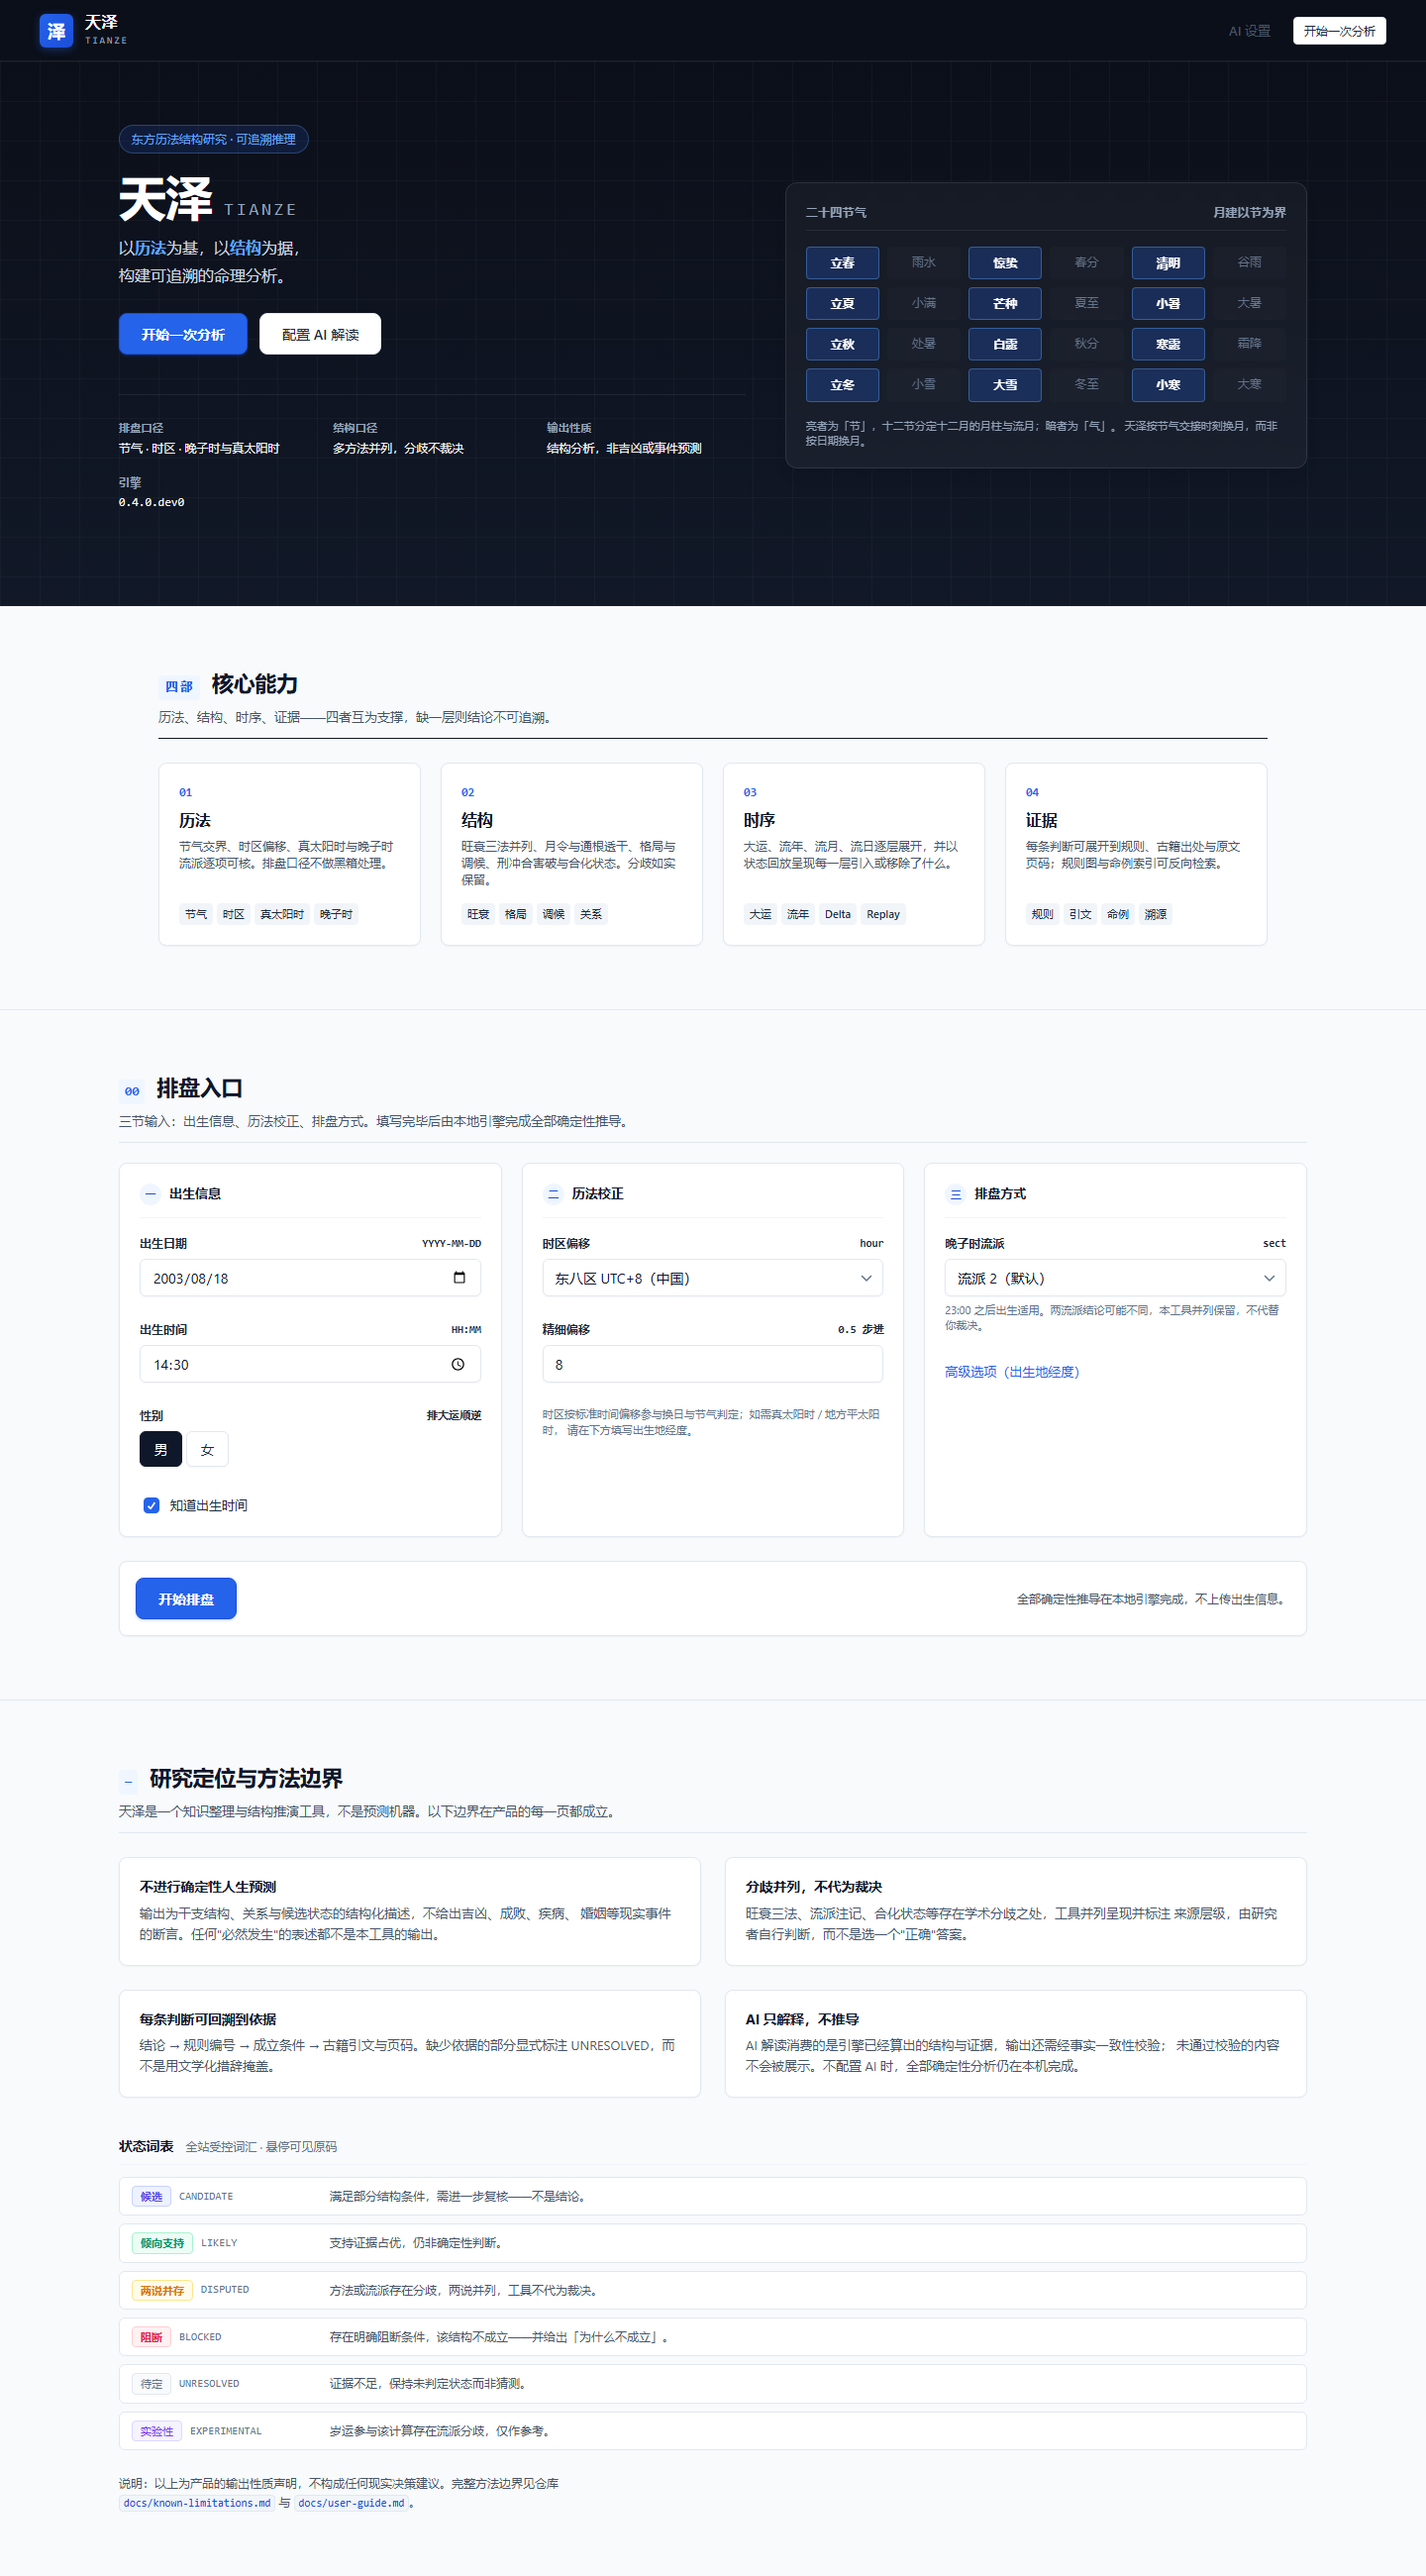 泽
天泽
TIANZE
AI 设置
开始一次分析
东方历法结构研究 · 可追溯推理
天泽 TIANZE
以历法为基，以结构为据，
构建可追溯的命理分析。
开始一次分析
配置 AI 解读
排盘口径
节气 · 时区 · 晚子时与真太阳时
结构口径
多方法并列，分歧不裁决
输出性质
结构分析，非吉凶或事件预测
引擎
0.4.0.dev0
二十四节气
月建以节为界
立春 雨水 惊蛰 春分 清明 谷雨
立夏 小满 芒种 夏至 小暑 大暑
立秋 处暑 白露 秋分 寒露 霜降
立冬 小雪 大雪 冬至 小寒 大寒
亮者为「节」，十二节分定十二月的月柱与流月；暗者为「气」。 天泽按节气交接时刻换月，而非
按日期换月。
四部 核心能力
历法、结构、时序、证据——四者互为支撑，缺一层则结论不可追溯。
01
历法
节气交界、时区偏移、真太阳时与晚子时
流派逐项可核。排盘口径不做黑箱处理。
节气 时区 真太阳时 晚子时
02
结构
旺衰三法并列、月令与通根透干、格局与
调候、刑冲合害破与合化状态。分歧如实
保留。
旺衰 格局 调候 关系
03
时序
大运、流年、流月、流日逐层展开，并以
状态回放呈现每一层引入或移除了什么。
大运 流年 Delta Replay
04
证据
每条判断可展开到规则、古籍出处与原文
页码；规则图与命例索引可反向检索。
规则 引文 命例 溯源
00 排盘入口
三节输入：出生信息、历法校正、排盘方式。填写完毕后由本地引擎完成全部确定性推导。
一 出生信息
出生日期 YYYY-MM-DD
2003/08/18
出生时间 HH:MM
14:30
性别 排大运顺逆
男 女
知道出生时间
二 历法校正
时区偏移 hour
东八区 UTC+8（中国）
精细偏移 0.5 步进
8
时区按标准时间偏移参与换日与节气判定；如需真太阳时 / 地方平太阳
时， 请在下方填写出生地经度。
三 排盘方式
晚子时流派 sect
流派 2（默认）
23:00 之后出生适用。两流派结论可能不同，本工具并列保留，不代替
你裁决。
高级选项（出生地经度）
开始排盘
全部确定性推导在本地引擎完成，不上传出生信息。
— 研究定位与方法边界
天泽是一个知识整理与结构推演工具，不是预测机器。以下边界在产品的每一页都成立。
不进行确定性人生预测
输出为干支结构、关系与候选状态的结构化描述，不给出吉凶、成败、疾病、 婚姻等现实事件
的断言。任何"必然发生"的表述都不是本工具的输出。
分歧并列，不代为裁决
旺衰三法、流派注记、合化状态等存在学术分歧之处，工具并列呈现并标注 来源层级，由研究
者自行判断，而不是选一个"正确"答案。
每条判断可回溯到依据
结论 → 规则编号 → 成立条件 → 古籍引文与页码。缺少依据的部分显式标注 UNRESOLVED，而
不是用文学化措辞掩盖。
AI 只解释，不推导
AI 解读消费的是引擎已经算出的结构与证据，输出还需经事实一致性校验； 未通过校验的内容
不会被展示。不配置 AI 时，全部确定性分析仍在本机完成。
状态词表 全站受控词汇 · 悬停可见原码
候选 CANDIDATE 满足部分结构条件，需进一步复核——不是结论。
倾向支持 LIKELY 支持证据占优，仍非确定性判断。
两说并存 DISPUTED 方法或流派存在分歧，两说并列，工具不代为裁决。
阻断 BLOCKED 存在明确阻断条件，该结构不成立——并给出「为什么不成立」。
待定 UNRESOLVED 证据不足，保持未判定状态而非猜测。
实验性 EXPERIMENTAL 岁运参与该计算存在流派分歧，仅作参考。
说明：以上为产品的输出性质声明，不构成任何现实决策建议。完整方法边界见仓库
docs/known-limitations.md 与 docs/user-guide.md。